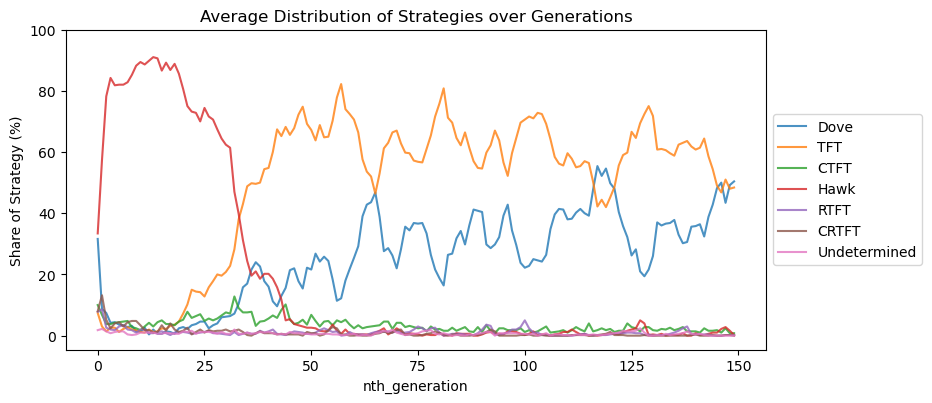 Average Distribution of Strategies over Generations
Share of Strategy (%)
100
80
60
40
20
0
0 25 50 75 100 125 150
nth_generation
Dove
TFT
CTFT
Hawk
RTFT
CRTFT
Undetermined